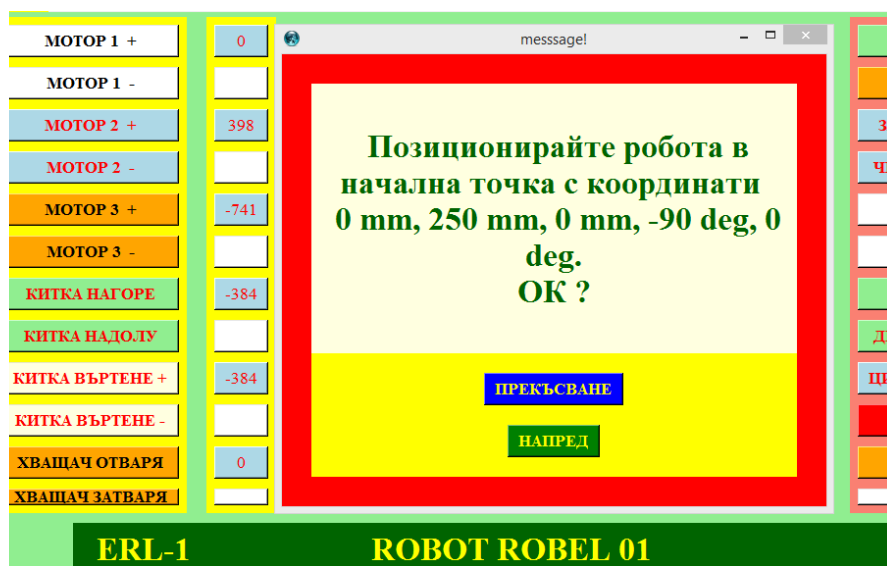 МОТОР 1 +
0
МОТОР 1 -
МОТОР 2 +
398
МОТОР 2 -
МОТОР 3 +
-741
МОТОР 3 -
КИТКА НАГОРЕ
-384
КИТКА НАДОЛУ
КИТКА ВЪРТЕНЕ +
-384
КИТКА ВЪРТЕНЕ -
ХВАЩАЧ ОТВАРЯ
0
ХВАЩАЧ ЗАТВАРЯ
messsage!
Позиционирайте робота в
начална точка с координати
0 mm, 250 mm, 0 mm, -90 deg, 0
deg.
ОК ?
ПРЕКЪСВАНЕ
НАПРЕД
ERL-1 ROBOT ROBEL 01